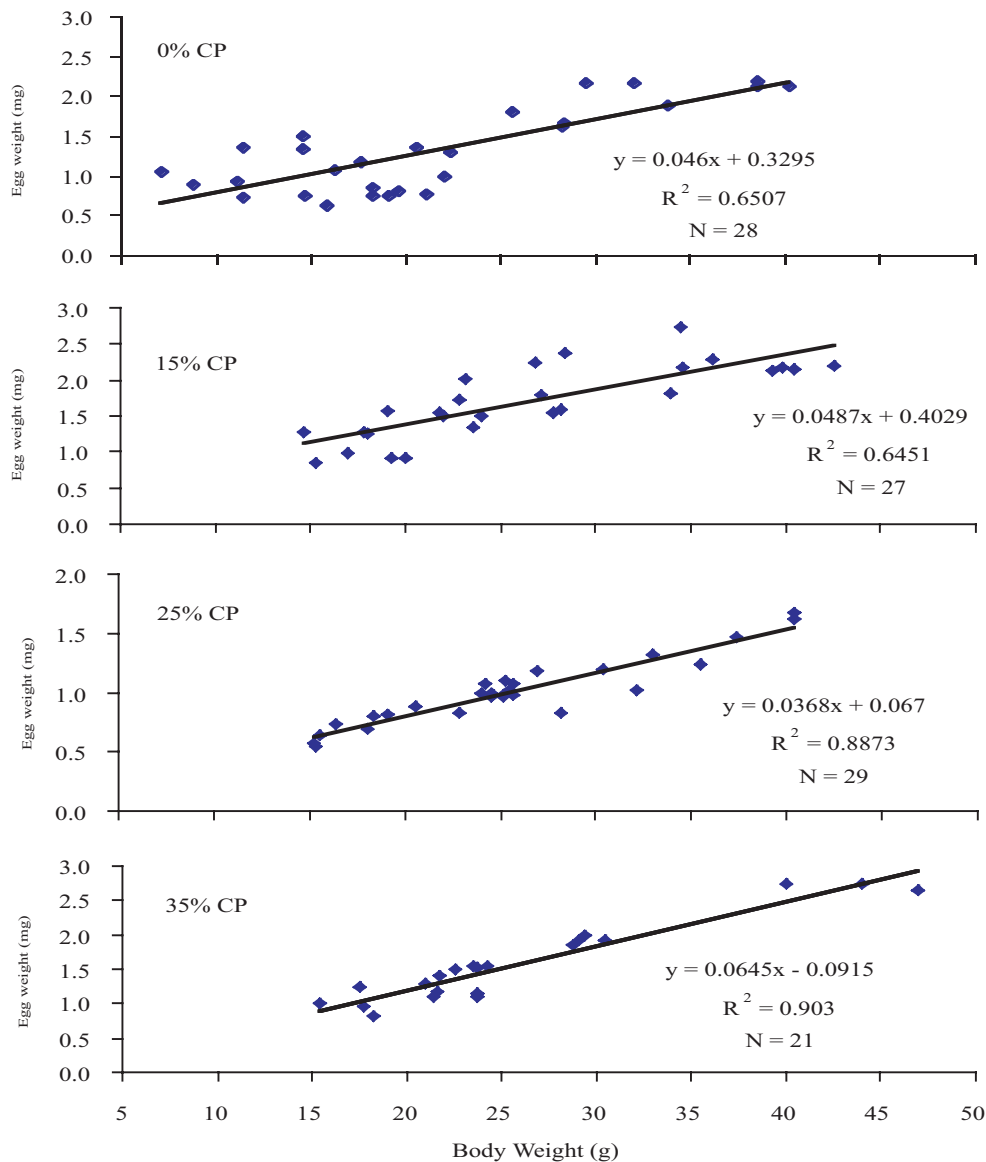 3.0
2.5
2.0
1.5
1.0
0.5
0.0
Egg weight (mg)
0% CP
y = 0.046x + 0.3295
R² = 0.6507
N = 28
3.0
2.5
2.0
1.5
1.0
0.5
0.0
Egg weight (mg)
15% CP
y = 0.0487x + 0.4029
R² = 0.6451
N = 27
2.0
1.5
1.0
0.5
0.0
Egg weight (mg)
25% CP
y = 0.0368x + 0.067
R² = 0.8873
N = 29
3.0
2.5
2.0
1.5
1.0
0.5
0.0
Egg weight (mg)
35% CP
y = 0.0645x - 0.0915
R² = 0.903
N = 21
5 10 15 20 25 30 35 40 45 50
Body Weight (g)